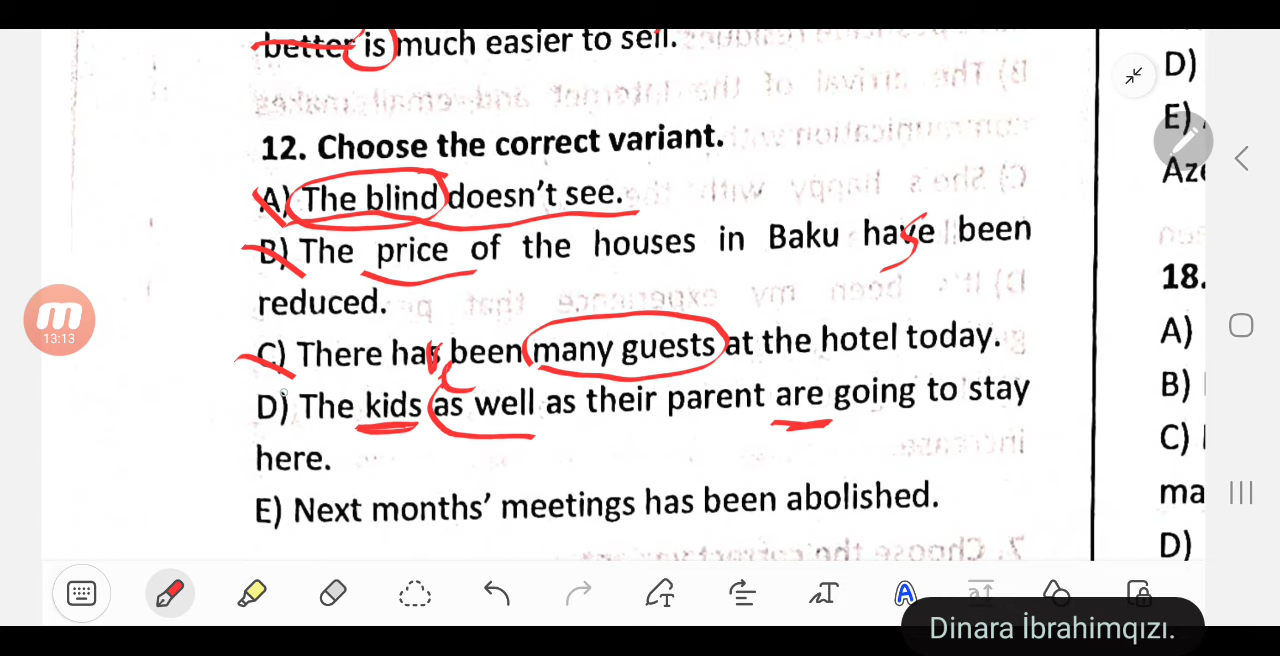 better is much easier to sell.
12. Choose the correct variant.
A) The blind doesn't see.
B) The price of the houses in Baku have been
reduced.
C) There has been many guests at the hotel today.
D) The kids as well as their parent are going to stay
here.
E) Next months' meetings has been abolished.
D)
E)
Aze
18.
A)
B)
C)
ma
D)
13:13
Dinara İbrahimqızı.